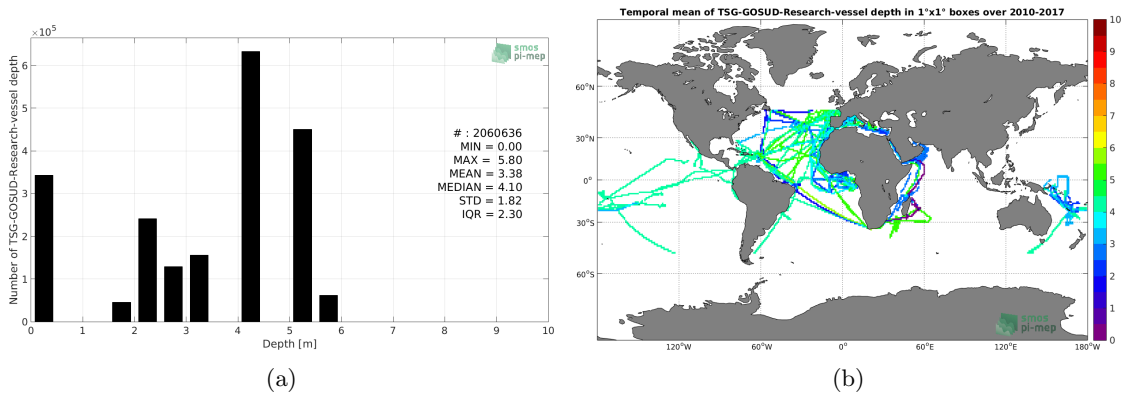 ×10⁵
smos
pi-mep
Number of TSG-GOSUD-Research-vessel depth
6
5
4
3
2
1
0
# : 2060636
MIN = 0.00
MAX = 5.80
MEAN = 3.38
MEDIAN = 4.10
STD = 1.82
IQR = 2.30
0 1 2 3 4 5 6 7 8 9 10
Depth [m]
(a)
Temporal mean of TSG-GOSUD-Research-vessel depth in 1°x1° boxes over 2010-2017
60°N
30°N
0°
30°S
60°S
120°W 60°W 0° 60°E 120°E 180°W
smos
pi-mep
10
9
8
7
6
5
4
3
2
1
0
(b)